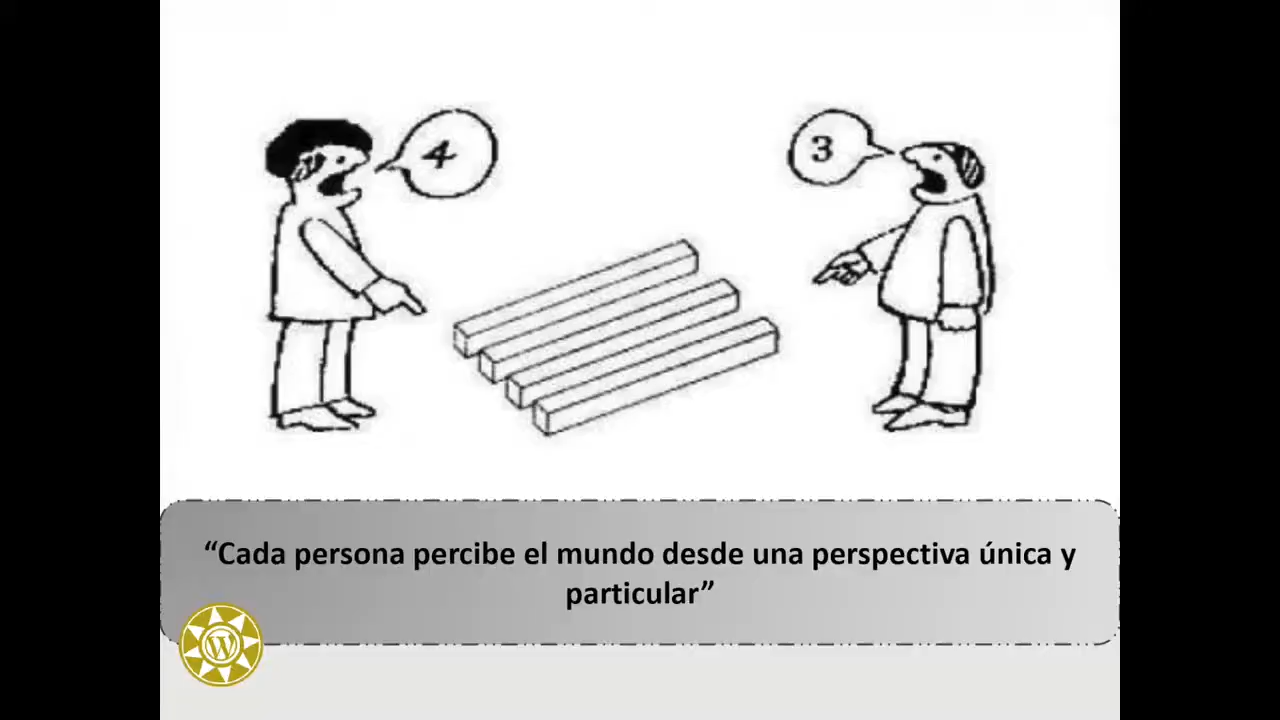 4
3
“Cada persona percibe el mundo desde una perspectiva única y
particular”
W